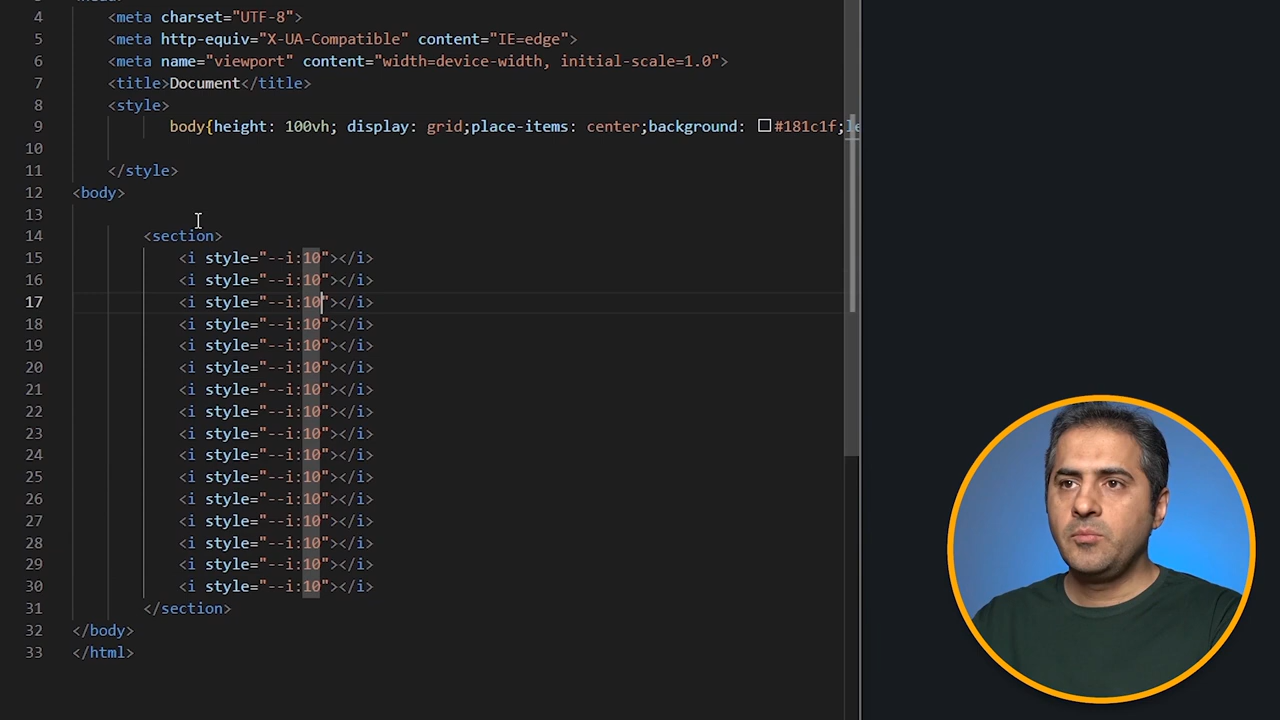 4 <meta charset="UTF-8">
5 <meta http-equiv="X-UA-Compatible" content="IE=edge">
6 <meta name="viewport" content="width=device-width, initial-scale=1.0">
7 <title>Document</title>
8 <style>
9 body{height: 100vh; display: grid;place-items: center;background: #181c1f;le
10
11 </style>
12 <body>
13
14 <section>
15 <i style="--i:10"></i>
16 <i style="--i:10"></i>
17 <i style="--i:10"></i>
18 <i style="--i:10"></i>
19 <i style="--i:10"></i>
20 <i style="--i:10"></i>
21 <i style="--i:10"></i>
22 <i style="--i:10"></i>
23 <i style="--i:10"></i>
24 <i style="--i:10"></i>
25 <i style="--i:10"></i>
26 <i style="--i:10"></i>
27 <i style="--i:10"></i>
28 <i style="--i:10"></i>
29 <i style="--i:10"></i>
30 <i style="--i:10"></i>
31 </section>
32 </body>
33 </html>